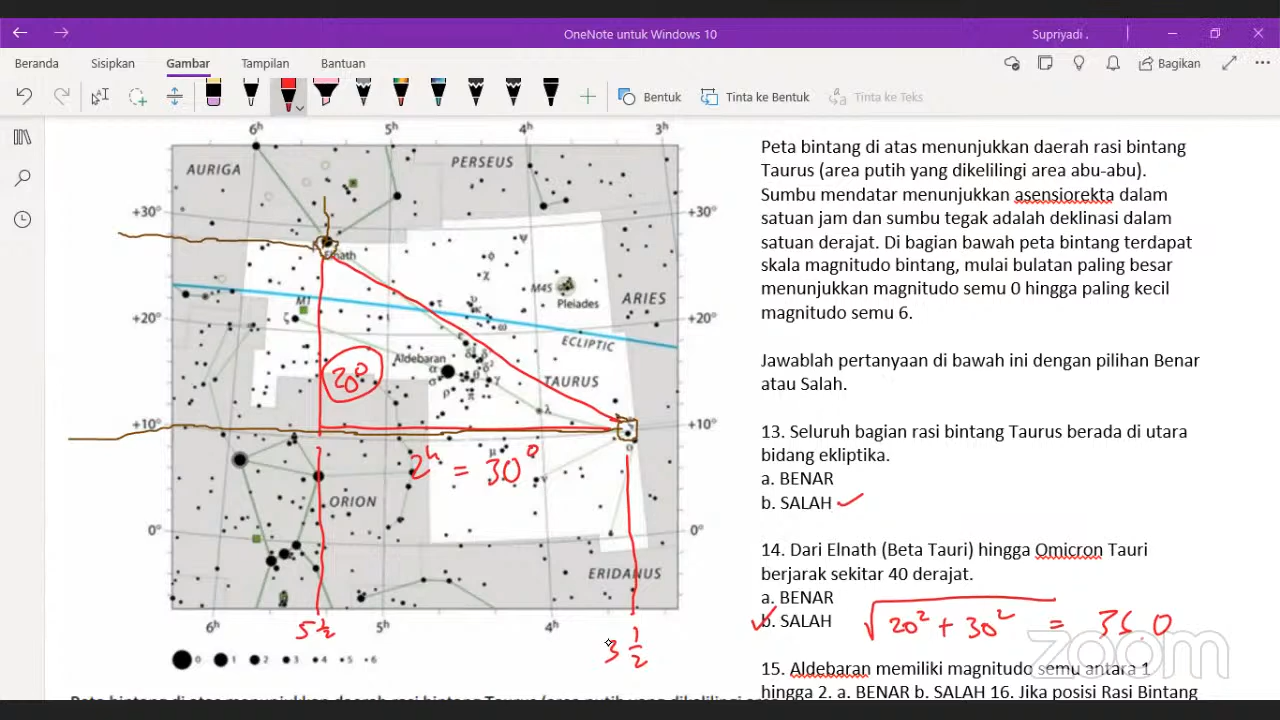 OneNote untuk Windows 10
Supriyadi .
Beranda
Sisipkan
Gambar
Tampilan
Bantuan
Bagikan
Bentuk
Tinta ke Bentuk
Tinta ke Teks
6h 5h 4h 3h
AURIGA
PERSEUS
+30° +30°
Elnath
ψ
φ
χ
M45
Pleiades
ARIES
M1
ζ
τ
υ
κ
ω
+20° +20°
ECLIPTIC
ε
δ
Aldebaran
α
σ
ρ
θ
γ
π
TAURUS
20°
λ
+10° +10°
ο
μ
2h = 30°
ν
ORION
0° 0°
ERIDANUS
6h 5½ 5h 4h
3 ½
0 1 2 3 4 5 6
Peta bintang di atas menunjukkan daerah rasi bintang
Taurus (area putih yang dikelilingi area abu-abu).
Sumbu mendatar menunjukkan asensiorekta dalam
satuan jam dan sumbu tegak adalah deklinasi dalam
satuan derajat. Di bagian bawah peta bintang terdapat
skala magnitudo bintang, mulai bulatan paling besar
menunjukkan magnitudo semu 0 hingga paling kecil
magnitudo semu 6.
Jawablah pertanyaan di bawah ini dengan pilihan Benar
atau Salah.
13. Seluruh bagian rasi bintang Taurus berada di utara
bidang ekliptika.
a. BENAR
b. SALAH ✓
14. Dari Elnath (Beta Tauri) hingga Omicron Tauri
berjarak sekitar 40 derajat.
a. BENAR
b. SALAH √20² + 30² =
zoom
15. Aldebaran memiliki magnitudo semu antara 1
hingga 2. a. BENAR b. SALAH 16. Jika posisi Rasi Bintang